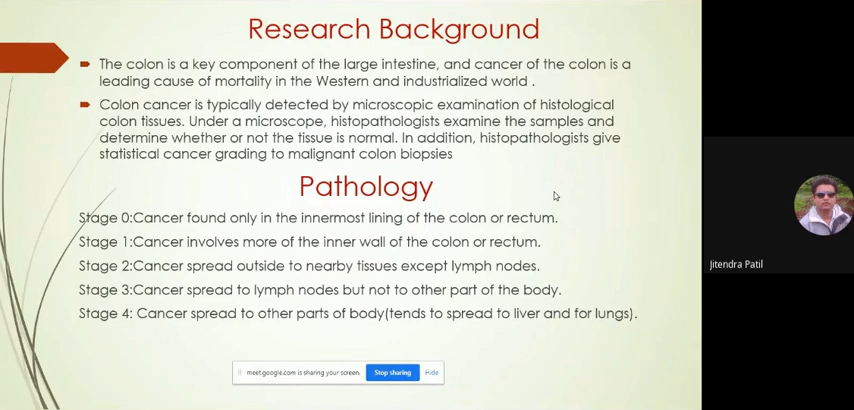 Research Background
The colon is a key component of the large intestine, and cancer of the colon is a
leading cause of mortality in the Western and industrialized world .
Colon cancer is typically detected by microscopic examination of histological
colon tissues. Under a microscope, histopathologists examine the samples and
determine whether or not the tissue is normal. In addition, histopathologists give
statistical cancer grading to malignant colon biopsies
Pathology
Stage 0:Cancer found only in the innermost lining of the colon or rectum.
Stage 1:Cancer involves more of the inner wall of the colon or rectum.
Stage 2:Cancer spread outside to nearby tissues except lymph nodes.
Stage 3:Cancer spread to lymph nodes but not to other part of the body.
Stage 4: Cancer spread to other parts of body(tends to spread to liver and for lungs).
meet.google.com is sharing your screen. Stop sharing Hide
Jitendra Patil